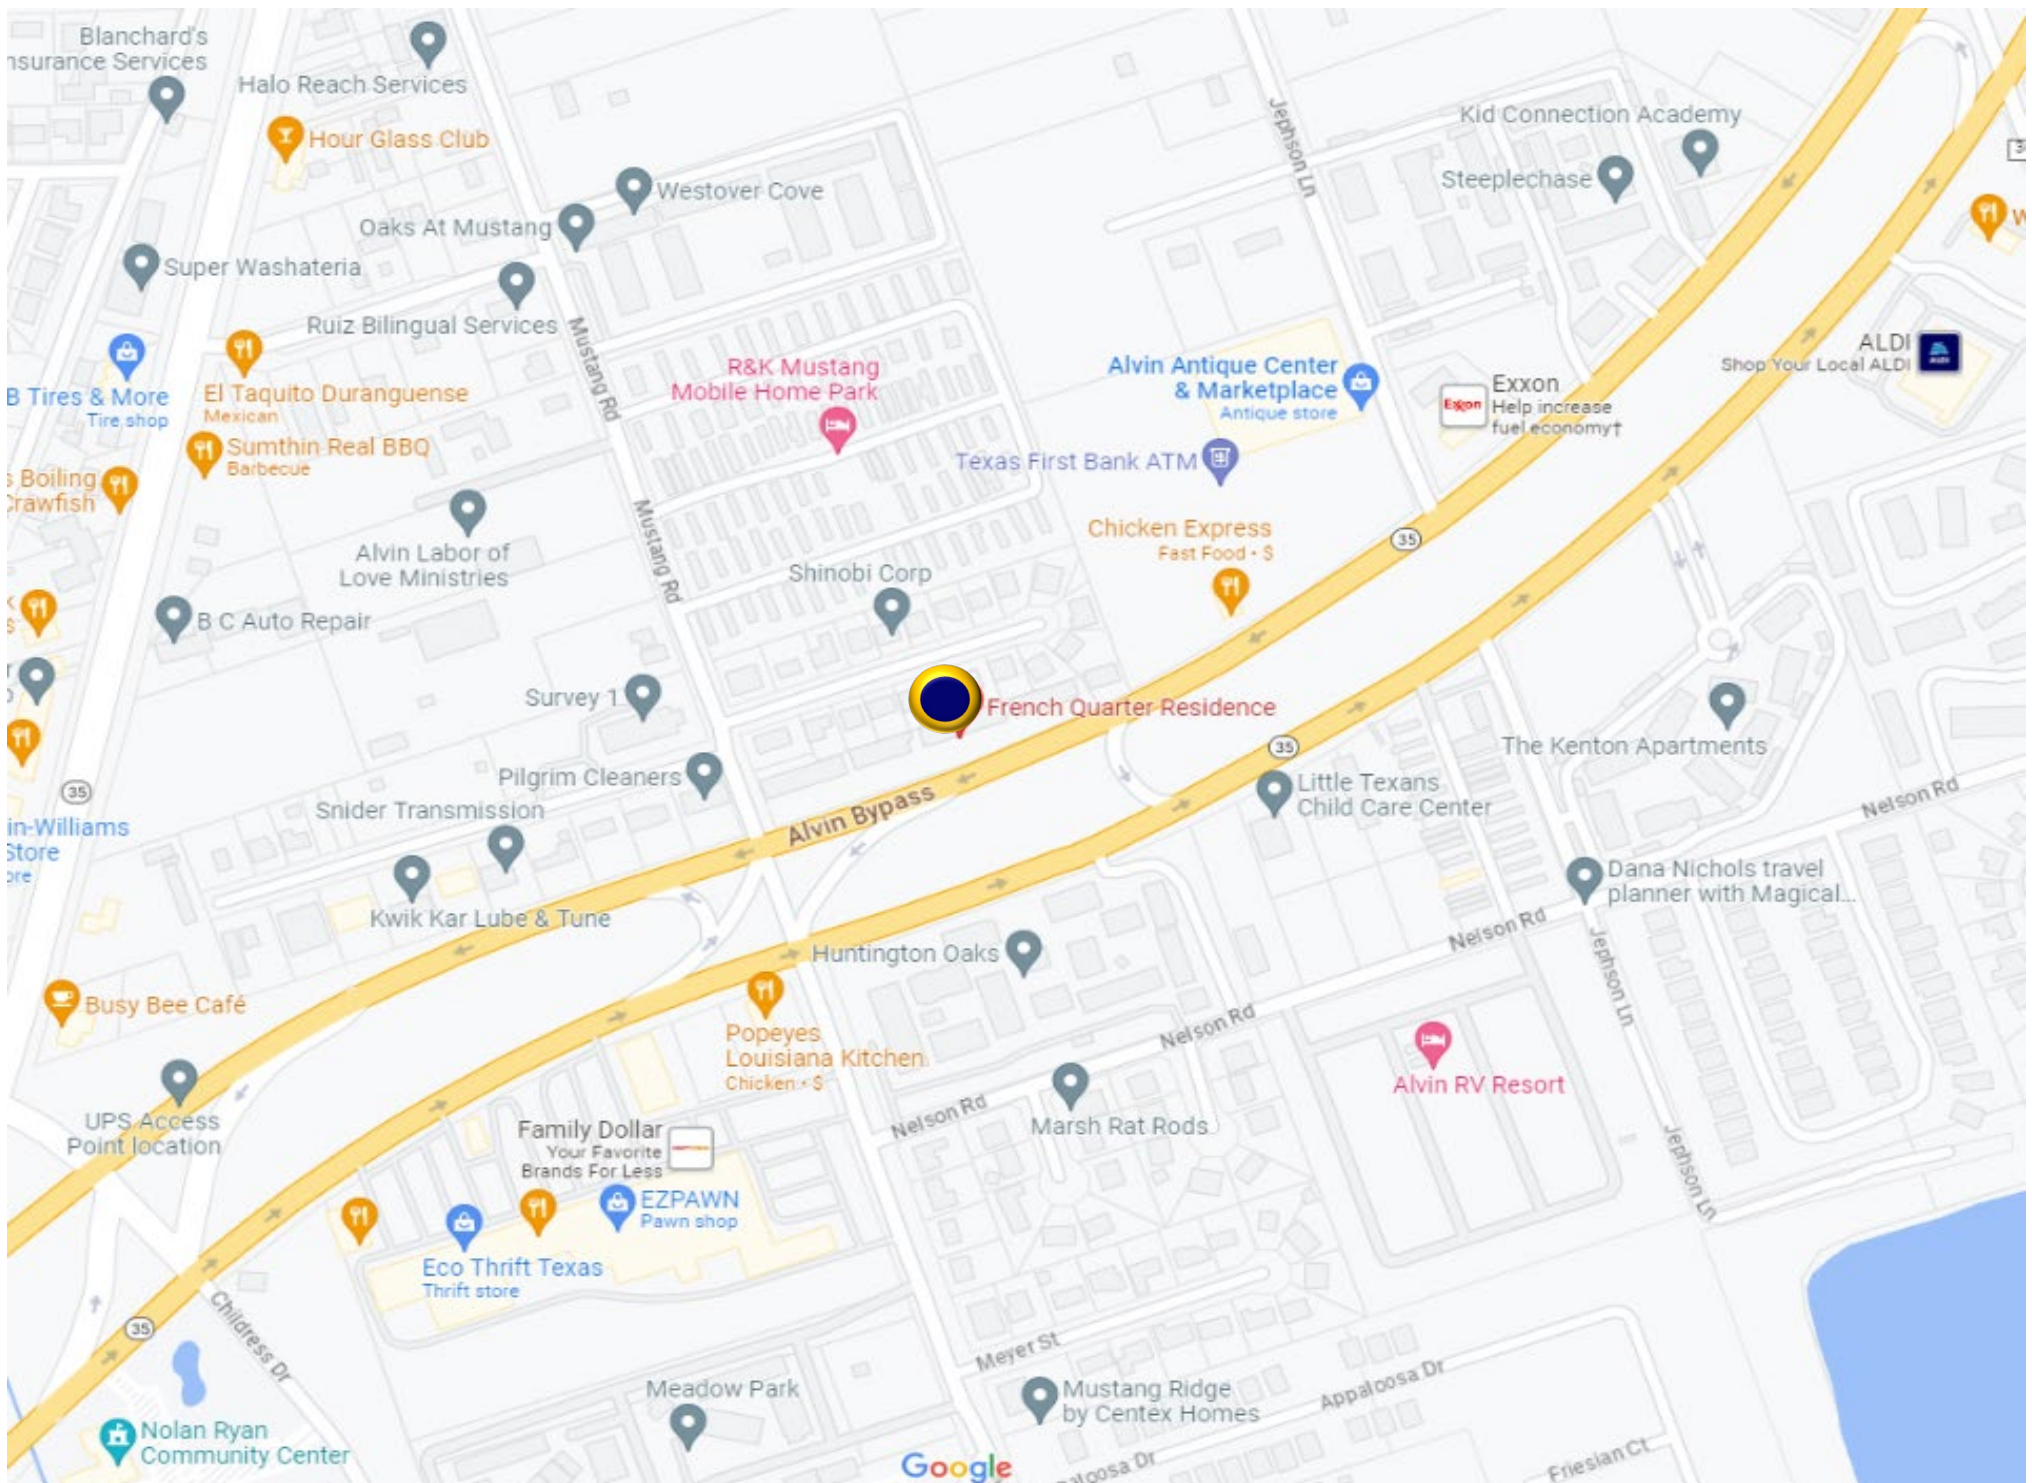 Blanchard's
nsurance Services
Halo Reach Services
Hour Glass Club
Kid Connection Academy
Jephson Ln
Steeplechase
Westover Cove
Oaks At Mustang
Super Washateria
Ruiz Bilingual Services
Mustang Rd
ALDI
Shop Your Local ALDI
B Tires & More
Tire shop
El Taquito Duranguense
Mexican
R&K Mustang
Mobile Home Park
Alvin Antique Center
& Marketplace
Antique store
Exxon
Exxon
Help increase
fuel economy†
Sumthin Real BBQ
Barbecue
s Boiling
Crawfish
Texas First Bank ATM
Mustang Rd
Alvin Labor of
Love Ministries
Chicken Express
Fast Food • $
35
Shinobi Corp
B C Auto Repair
Survey 1
French Quarter Residence
35
The Kenton Apartments
Pilgrim Cleaners
Little Texans
Child Care Center
Nelson Rd
35
Alvin Bypass
Snider Transmission
in-Williams
Store
ore
Dana Nichols travel
planner with Magical...
Kwik Kar Lube & Tune
Nelson Rd
Huntington Oaks
Jephson Ln
Busy Bee Café
Popeyes
Louisiana Kitchen
Chicken • $
Nelson Rd
Alvin RV Resort
UPS Access
Point location
Nelson Rd
Marsh Rat Rods
Family Dollar
Your Favorite
Brands For Less
Jephson Ln
EZPAWN
Pawn shop
Eco Thrift Texas
Thrift store
35
Childress Dr
Meyer St
Appaloosa Dr
Meadow Park
Mustang Ridge
by Centex Homes
Nolan Ryan
Community Center
Google
aloosa Dr
Friesian Ct